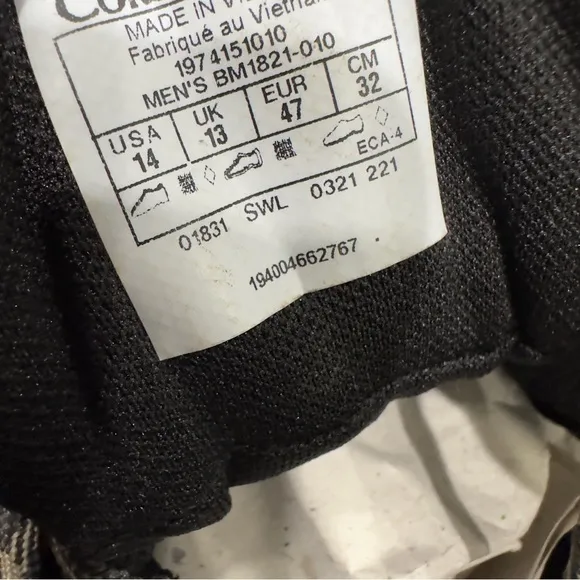 MADE IN
Fabriqué au Vietnam
1974151010
MEN'S BM1821-010
USA UK EUR CM
14 13 47 32
ECA-4
01831 SWL 0321 221
194004662767